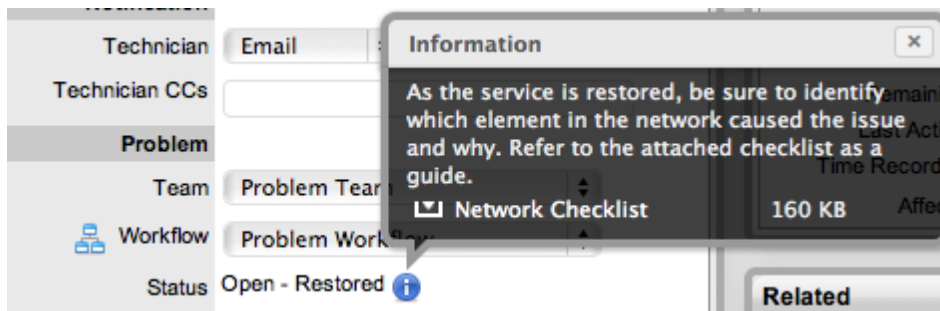 Technician Email
Technician CCs
Problem
Team Problem Team
Workflow Problem Workflow
Status Open - Restored
Information
As the service is restored, be sure to identify
which element in the network caused the issue
and why. Refer to the attached checklist as a
guide.
Network Checklist 160 KB
Last Act
Time Record
Affe
Related